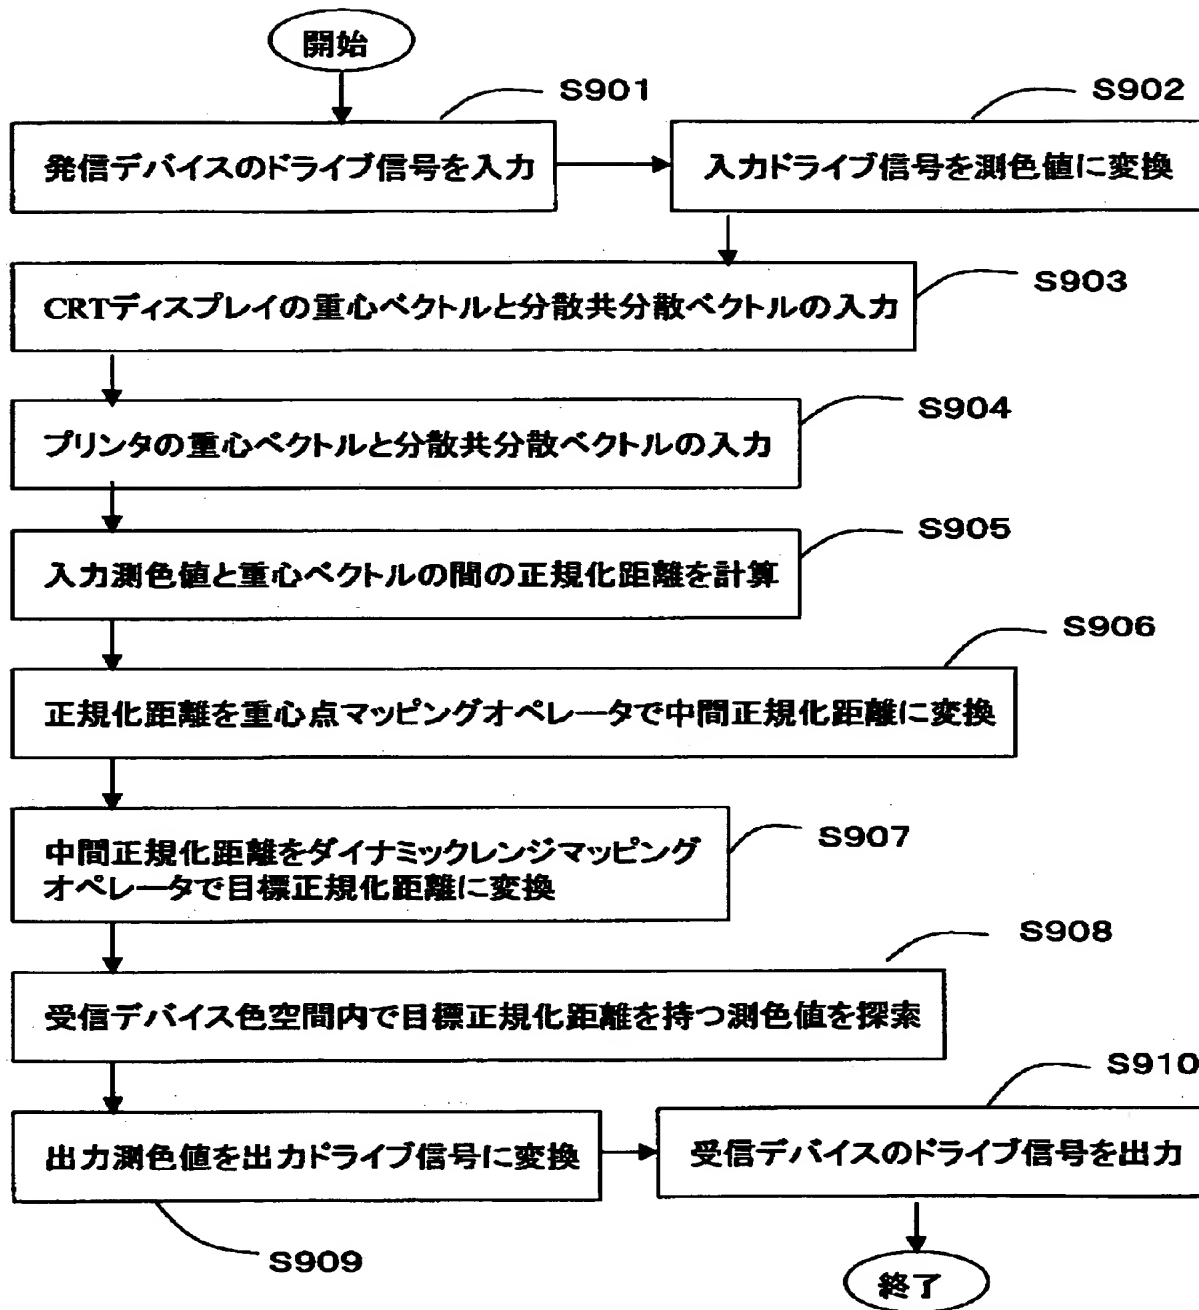 開始
S901
発信デバイスのドライブ信号を入力
S902
入力ドライブ信号を測色値に変換
S903
CRTディスプレイの重心ベクトルと分散共分散ベクトルの入力
S904
プリンタの重心ベクトルと分散共分散ベクトルの入力
S905
入力測色値と重心ベクトルの間の正規化距離を計算
S906
正規化距離を重心点マッピングオペレータで中間正規化距離に変換
S907
中間正規化距離をダイナミックレンジマッピング
オペレータで目標正規化距離に変換
S908
受信デバイス色空間内で目標正規化距離を持つ測色値を探索
出力測色値を出力ドライブ信号に変換
S909
S910
受信デバイスのドライブ信号を出力
終了